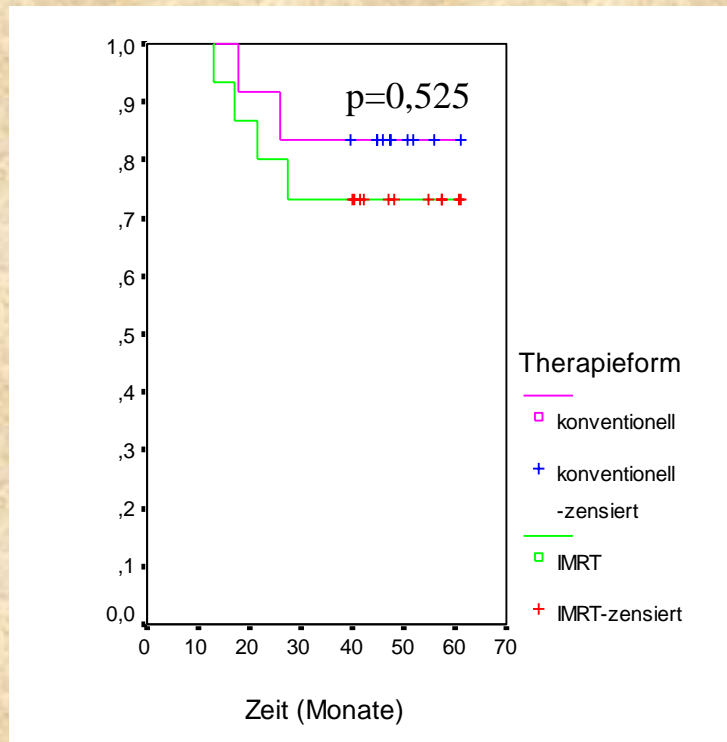 1,0
,9
,8
,7
,6
,5
,4
,3
,2
,1
0,0
p=0,525
0 10 20 30 40 50 60 70
Zeit (Monate)
Therapieform
konventionell
konventionell
-zensiert
IMRT
IMRT-zensiert